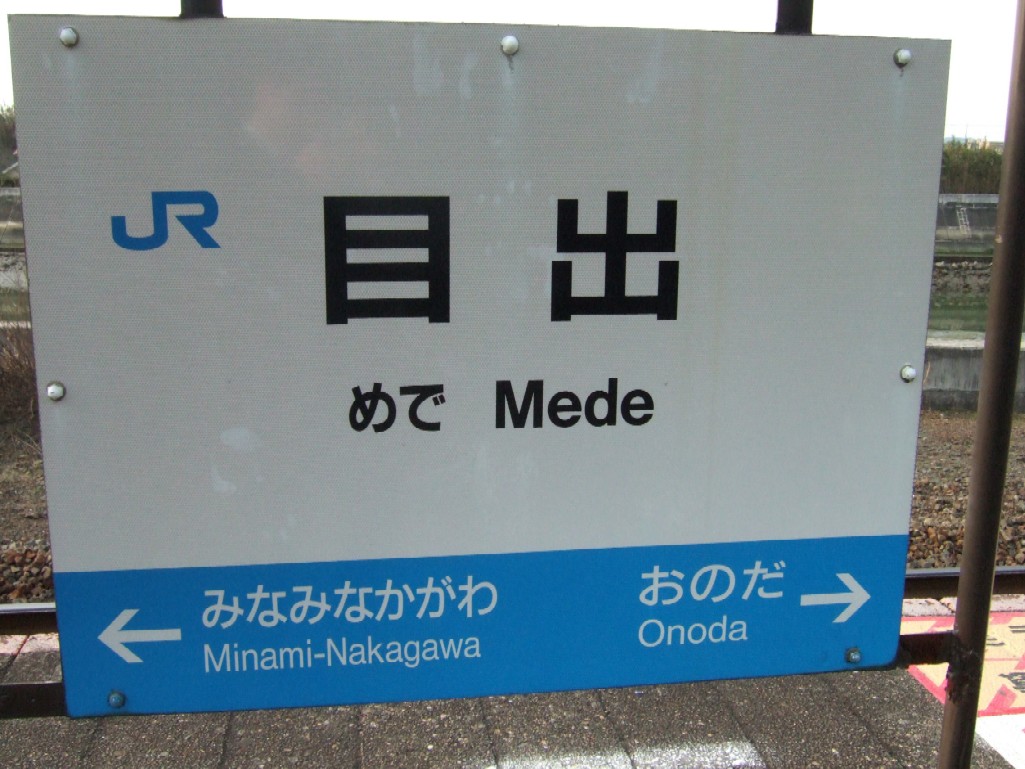 JR 目出
めで Mede
← みなみなかがわ
Minami-Nakagawa
おのだ →
Onoda